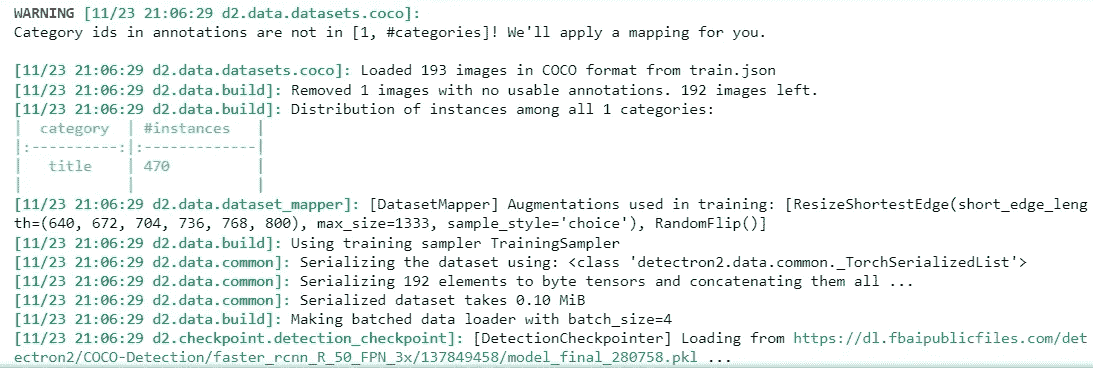 WARNING [11/23 21:06:29 d2.data.datasets.coco]:
Category ids in annotations are not in [1, #categories]! We'll apply a mapping for you.
[11/23 21:06:29 d2.data.datasets.coco]: Loaded 193 images in COCO format from train.json
[11/23 21:06:29 d2.data.build]: Removed 1 images with no usable annotations. 192 images left.
[11/23 21:06:29 d2.data.build]: Distribution of instances among all 1 categories:
|  category  | #instances   |
|:----------:|:-------------|
|   title    | 470          |
|            |              |
[11/23 21:06:29 d2.data.dataset_mapper]: [DatasetMapper] Augmentations used in training: [ResizeShortestEdge(short_edge_leng
th=(640, 672, 704, 736, 768, 800), max_size=1333, sample_style='choice'), RandomFlip()]
[11/23 21:06:29 d2.data.build]: Using training sampler TrainingSampler
[11/23 21:06:29 d2.data.common]: Serializing the dataset using: <class 'detectron2.data.common._TorchSerializedList'>
[11/23 21:06:29 d2.data.common]: Serializing 192 elements to byte tensors and concatenating them all ...
[11/23 21:06:29 d2.data.common]: Serialized dataset takes 0.10 MiB
[11/23 21:06:29 d2.data.build]: Making batched data loader with batch_size=4
[11/23 21:06:29 d2.checkpoint.detection_checkpoint]: [DetectionCheckpointer] Loading from https://dl.fbaipublicfiles.com/det
ectron2/COCO-Detection/faster_rcnn_R_50_FPN_3x/137849458/model_final_280758.pkl ...